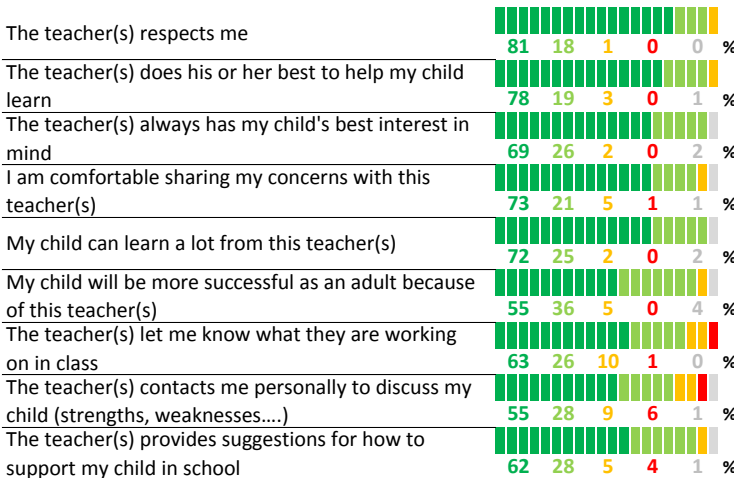 The teacher(s) respects me
81 18 1 0 0 %
The teacher(s) does his or her best to help my child
learn
78 19 3 0 1 %
The teacher(s) always has my child's best interest in
mind
69 26 2 0 2 %
I am comfortable sharing my concerns with this
teacher(s)
73 21 5 1 1 %
My child can learn a lot from this teacher(s)
72 25 2 0 2 %
My child will be more successful as an adult because
of this teacher(s)
55 36 5 0 4 %
The teacher(s) let me know what they are working
on in class
63 26 10 1 0 %
The teacher(s) contacts me personally to discuss my
child (strengths, weaknesses....)
55 28 9 6 1 %
The teacher(s) provides suggestions for how to
support my child in school
62 28 5 4 1 %